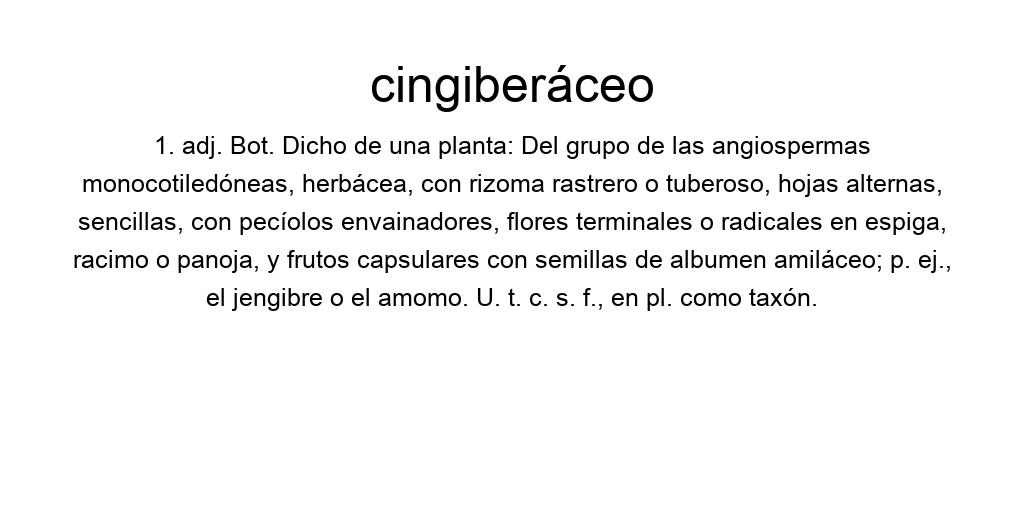 cingiberáceo
1. adj. Bot. Dicho de una planta: Del grupo de las angiospermas
monocotiledóneas, herbácea, con rizoma rastrero o tuberoso, hojas alternas,
sencillas, con pecíolos envainadores, flores terminales o radicales en espiga,
racimo o panoja, y frutos capsulares con semillas de albumen amiláceo; p. ej.,
el jengibre o el amomo. U. t. c. s. f., en pl. como taxón.